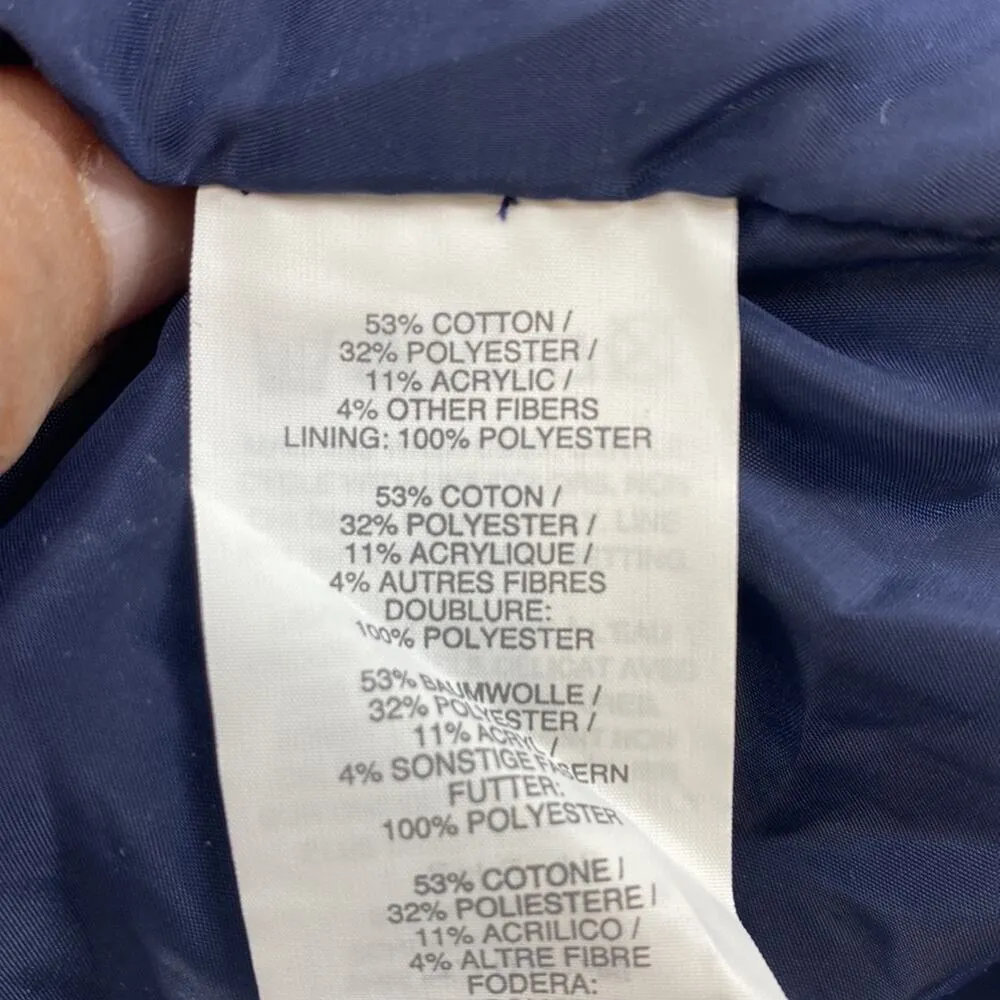 53% COTTON /
32% POLYESTER /
11% ACRYLIC /
4% OTHER FIBERS
LINING: 100% POLYESTER
53% COTON /
32% POLYESTER /
11% ACRYLIQUE /
4% AUTRES FIBRES
DOUBLURE:
100% POLYESTER
53% BAUMWOLLE /
32% POLYESTER /
11% ACRYL /
4% SONSTIGE FASERN
FUTTER:
100% POLYESTER
53% COTONE /
32% POLIESTERE /
11% ACRILICO /
4% ALTRE FIBRE
FODERA: